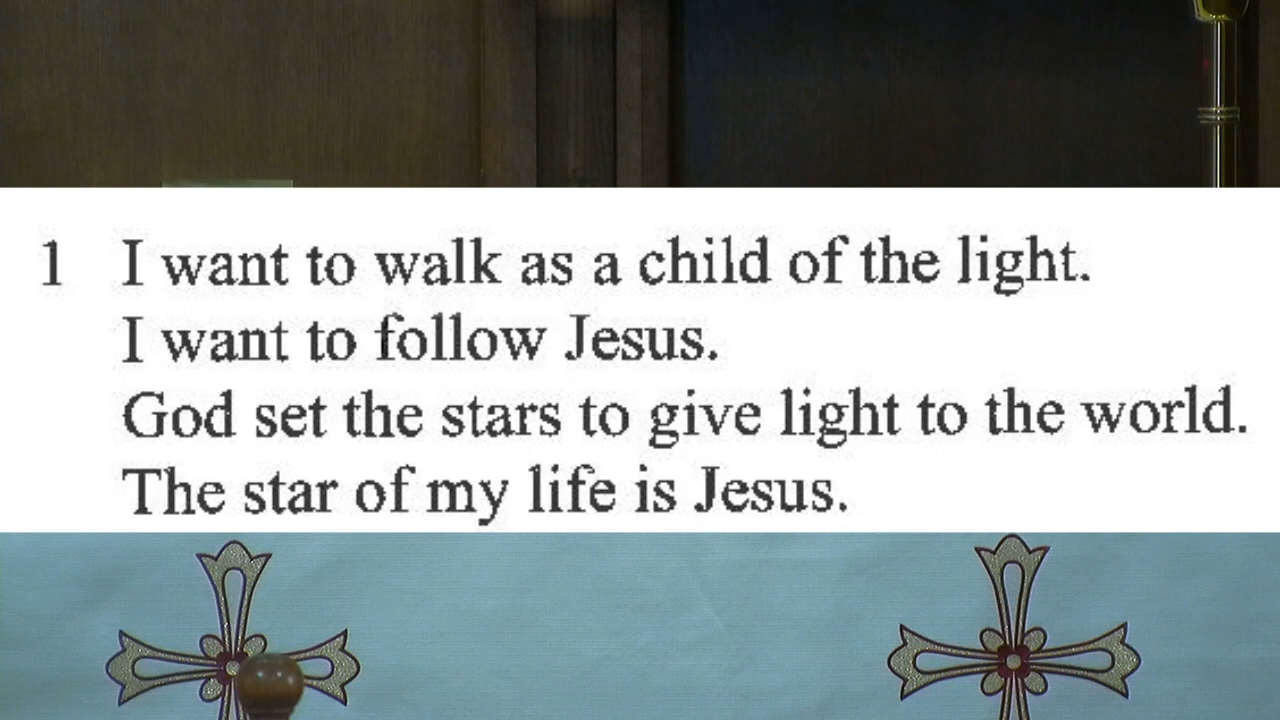 1 I want to walk as a child of the light.
I want to follow Jesus.
God set the stars to give light to the world.
The star of my life is Jesus.